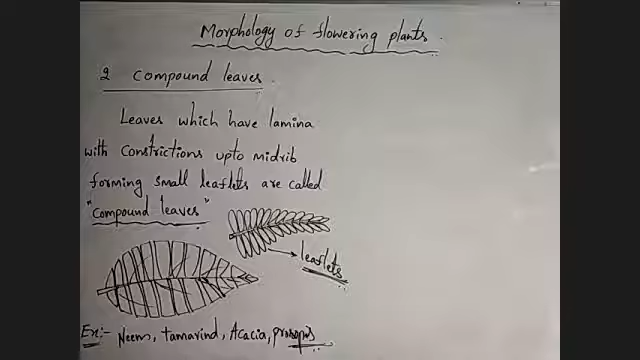 Morphology of flowering plants.
2 Compound leaves
Leaves which have lamina
with constrictions upto midrib
forming small leaflets are called
"compound leaves"
leaflets
Ex:- Neem, tamarind, Acacia, prosopis